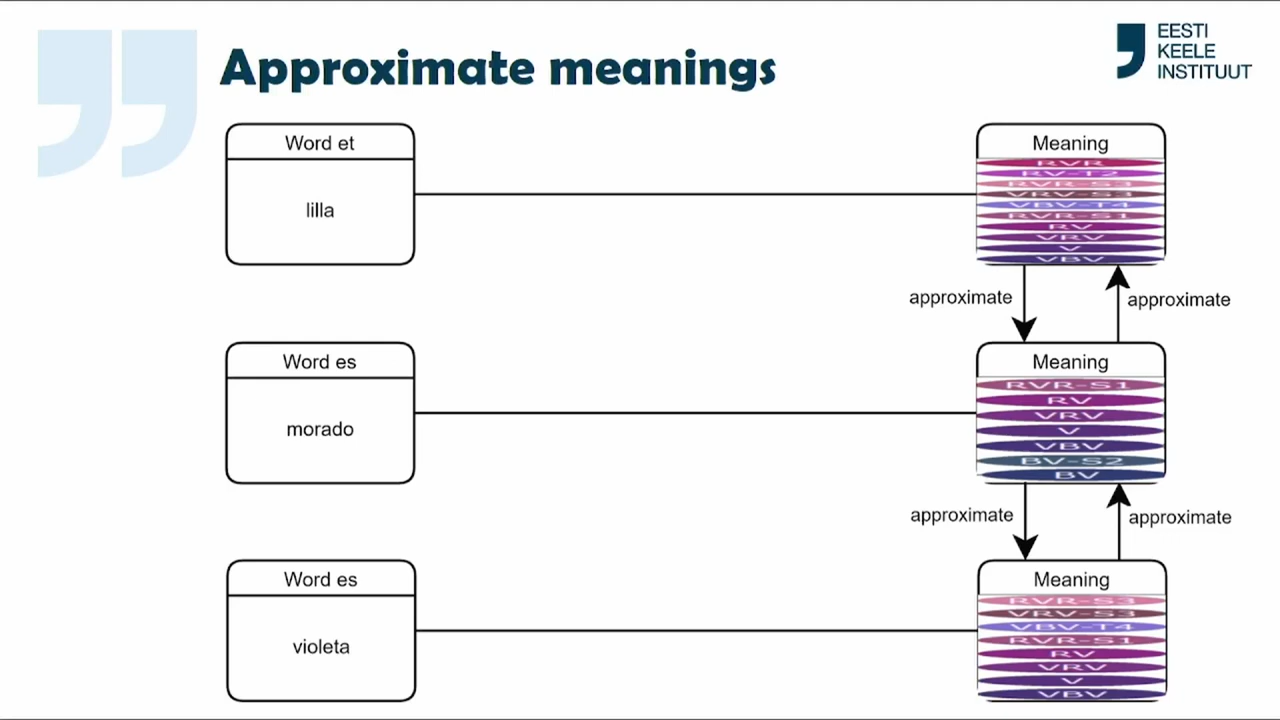 Approximate meanings
EESTI
KEELE
INSTITUUT
Word et
lilla
Meaning
RVR
RV-T2
RVR-S3
VRV-S3
VBV-T4
RVR-S1
RV
VRV
V
VBV
approximate
approximate
Word es
morado
Meaning
RVR-S1
RV
VRV
V
VBV
BV-S2
BV
approximate
approximate
Word es
violeta
Meaning
RVR-S3
VRV-S3
VBV-T4
RVR-S1
RV
VRV
V
VBV